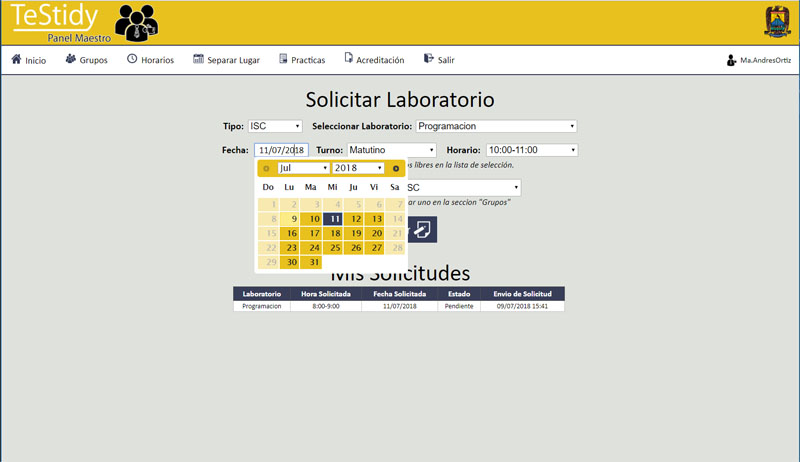 TeStidy
Panel Maestro
Inicio Grupos Horarios Separar Lugar Practicas Acreditación Salir Ma.AndresOrtiz
Solicitar Laboratorio
Tipo: ISC Seleccionar Laboratorio: Programacion
Fecha: 11/07/2018 Turno: Matutino Horario: 10:00-11:00
libres en la lista de selección.
Jul 2018
Do Lu Ma Mi Ju Vi Sa
1 2 3 4 5 6 7
8 9 10 11 12 13 14
15 16 17 18 19 20 21
22 23 24 25 26 27 28
29 30 31
SC
uno en la seccion "Grupos"
Mis Solicitudes
Laboratorio Hora Solicitada Fecha Solicitada Estado Envio de Solicitud
Programacion 8:00-9:00 11/07/2018 Pendiente 09/07/2018 15:41